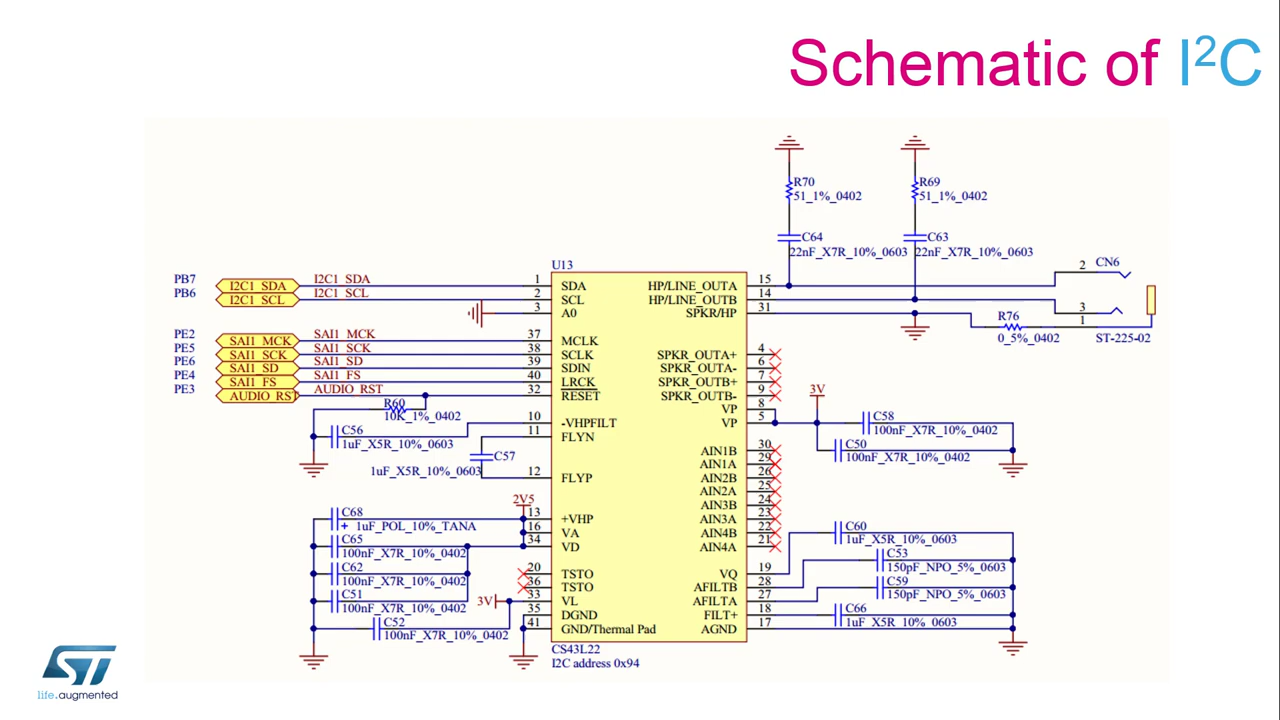 Schematic of I²C
R70
51_1%_0402
R69
51_1%_0402
C64
22nF_X7R_10%_0603
C63
22nF_X7R_10%_0603
U13
CN6
2
3
1
ST-225-02
R76
0_5%_0402
PB7 I2C1_SDA I2C1_SDA 1 SDA
PB6 I2C1_SCL I2C1_SCL 2 SCL
3 A0
PE2 SAI1_MCK SAI1_MCK 37 MCLK
PE5 SAI1_SCK SAI1_SCK 38 SCLK
PE6 SAI1_SD SAI1_SD 39 SDIN
PE4 SAI1_FS SAI1_FS 40 LRCK
PE3 AUDIO_RST AUDIO_RST 32 RESET
R60
10K_1%_0402
C56
1uF_X5R_10%_0603
C57
1uF_X5R_10%_0603
10 -VHPFILT
11 FLYN
12 FLYP
2V5
13 +VHP
16 VA
34 VD
20 TSTO
36 TSTO
3V 33 VL
35 DGND
41 GND/Thermal Pad
C68
+ 1uF_POL_10%_TANA
C65
100nF_X7R_10%_0402
C62
100nF_X7R_10%_0402
C51
100nF_X7R_10%_0402
C52
100nF_X7R_10%_0402
HP/LINE_OUTA 15
HP/LINE_OUTB 14
SPKR/HP 31
SPKR_OUTA+ 4
SPKR_OUTA- 6
SPKR_OUTB+ 7
SPKR_OUTB- 9
VP 8
VP 5
3V
C58
100nF_X7R_10%_0402
C50
100nF_X7R_10%_0402
AIN1B 30
AIN1A 29
AIN2B 26
AIN2A 25
AIN3B 24
AIN3A 23
AIN4B 22
AIN4A 21
VQ 19
AFILTB 28
AFILTA 27
FILT+ 18
AGND 17
C60
1uF_X5R_10%_0603
C53
150pF_NPO_5%_0603
C59
150pF_NPO_5%_0603
C66
1uF_X5R_10%_0603
CS43L22
I2C address 0x94
ST
life.augmented